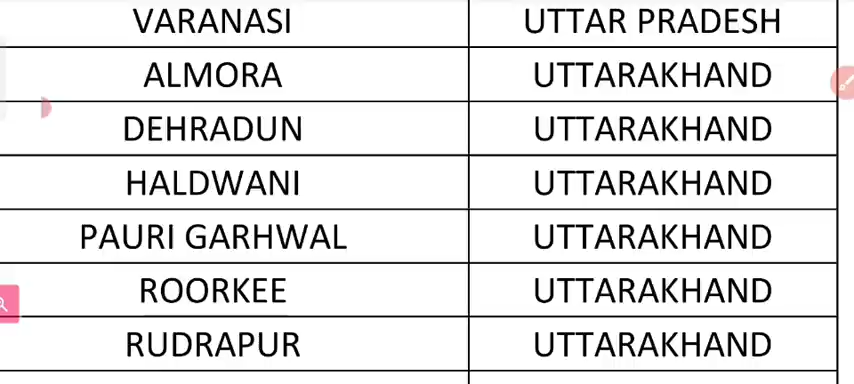 VARANASI UTTAR PRADESH
ALMORA UTTARAKHAND
DEHRADUN UTTARAKHAND
HALDWANI UTTARAKHAND
PAURI GARHWAL UTTARAKHAND
ROORKEE UTTARAKHAND
RUDRAPUR UTTARAKHAND